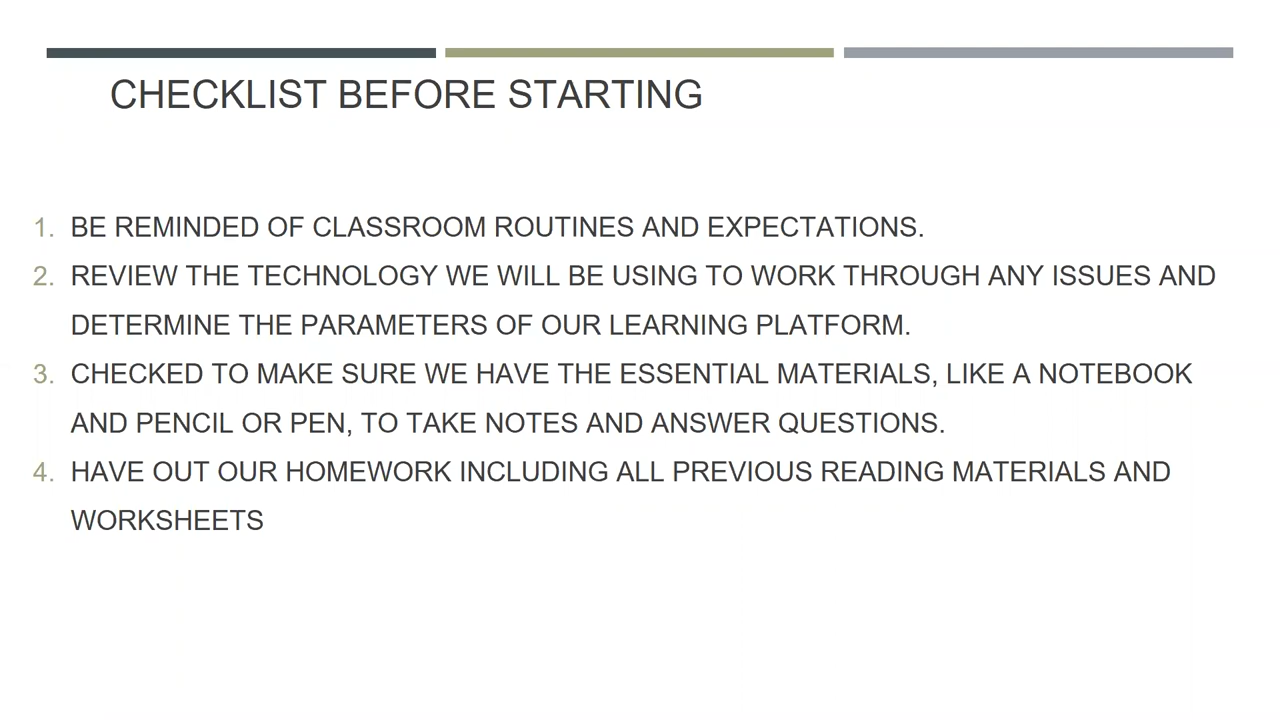 CHECKLIST BEFORE STARTING
1. BE REMINDED OF CLASSROOM ROUTINES AND EXPECTATIONS.
2. REVIEW THE TECHNOLOGY WE WILL BE USING TO WORK THROUGH ANY ISSUES AND
DETERMINE THE PARAMETERS OF OUR LEARNING PLATFORM.
3. CHECKED TO MAKE SURE WE HAVE THE ESSENTIAL MATERIALS, LIKE A NOTEBOOK
AND PENCIL OR PEN, TO TAKE NOTES AND ANSWER QUESTIONS.
4. HAVE OUT OUR HOMEWORK INCLUDING ALL PREVIOUS READING MATERIALS AND
WORKSHEETS